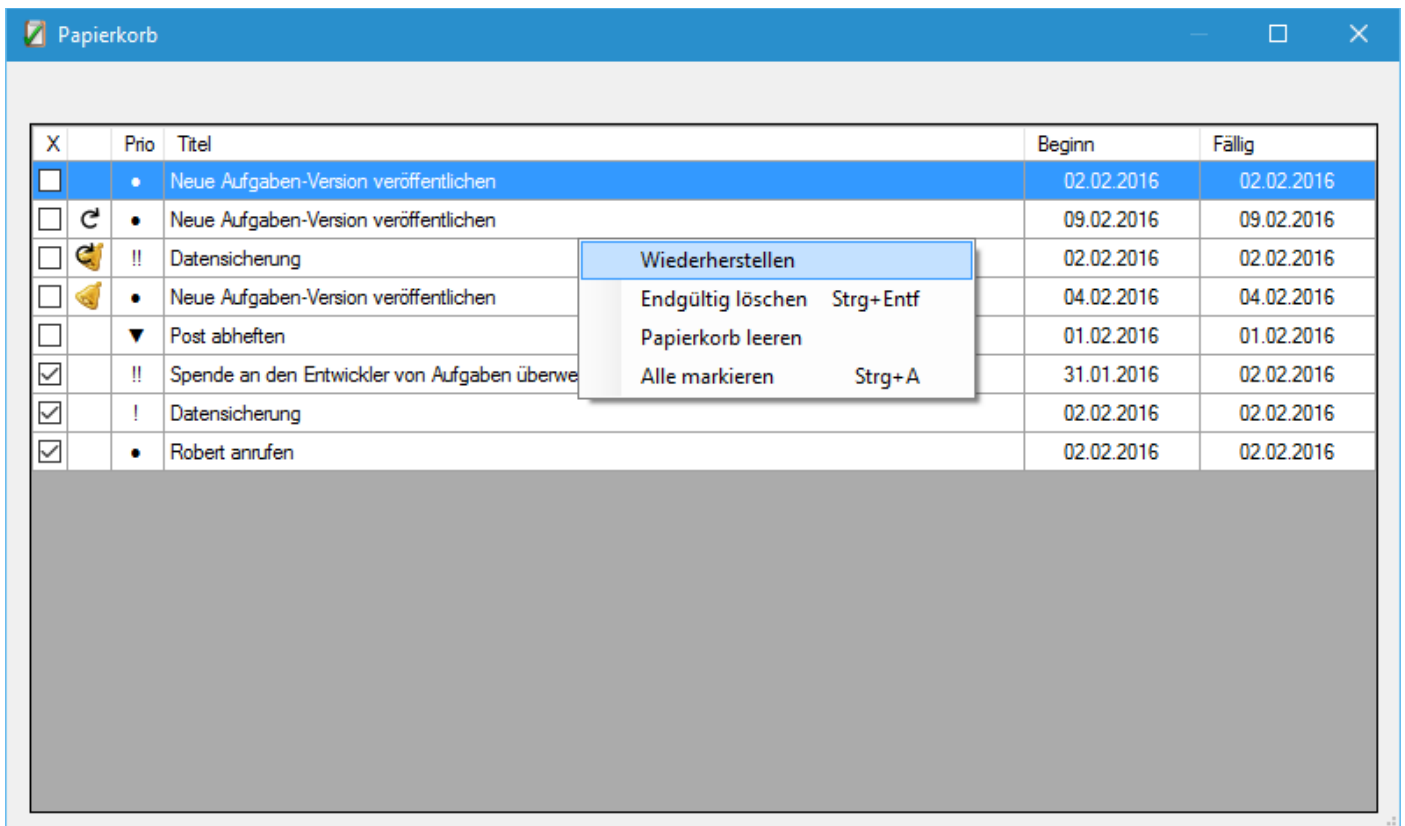 Papierkorb
X Prio Titel Beginn Fällig
● Neue Aufgaben-Version veröffentlichen 02.02.2016 02.02.2016
● Neue Aufgaben-Version veröffentlichen 09.02.2016 09.02.2016
!! Datensicherung 02.02.2016 02.02.2016
● Neue Aufgaben-Version veröffentlichen 04.02.2016 04.02.2016
▼ Post abheften 01.02.2016 01.02.2016
!! Spende an den Entwickler von Aufgaben überwe 31.01.2016 02.02.2016
! Datensicherung 02.02.2016 02.02.2016
● Robert anrufen 02.02.2016 02.02.2016
Wiederherstellen
Endgültig löschen Strg+Entf
Papierkorb leeren
Alle markieren Strg+A